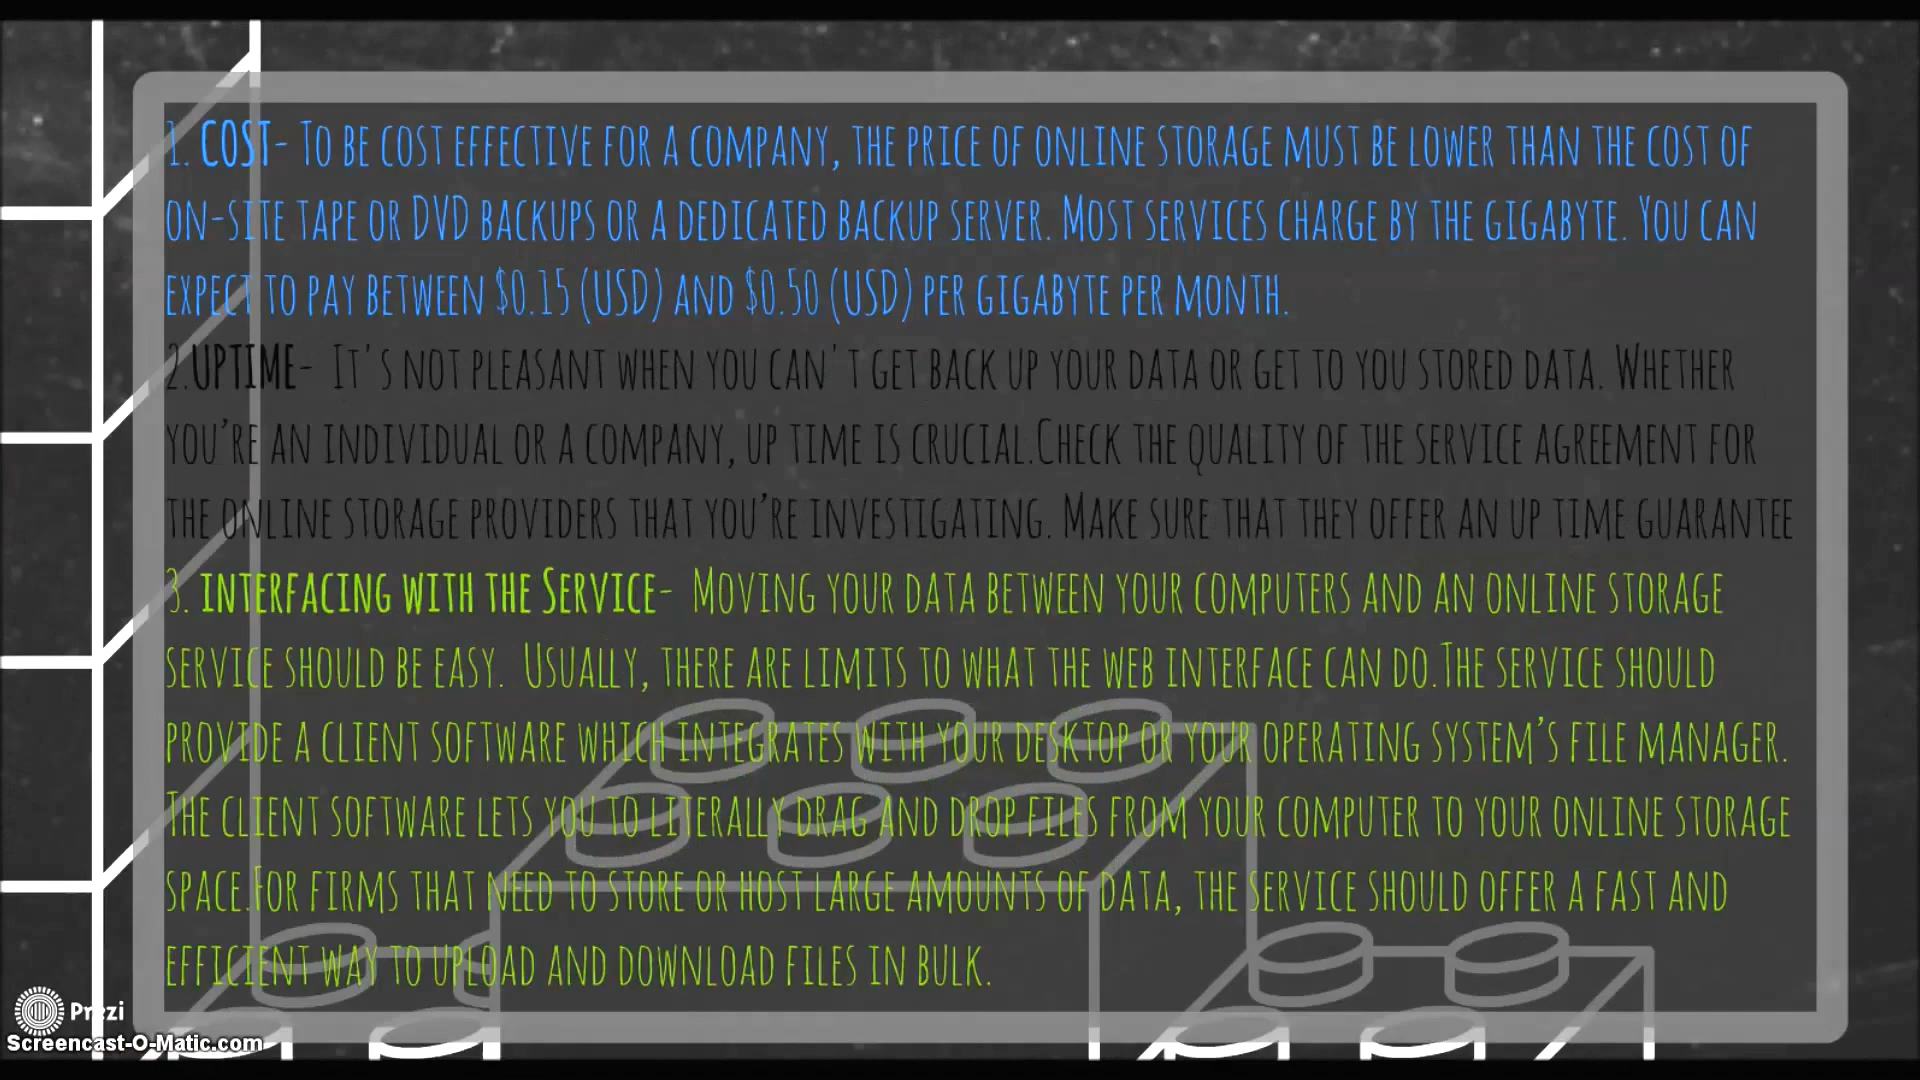 1. COST- To be cost effective for a company, the price of online storage must be lower than the cost of
on-site tape or DVD backups or a dedicated backup server. Most services charge by the gigabyte. You can
expect to pay between $0.15 (USD) and $0.50 (USD) per gigabyte per month.
2.UPTIME- It's not pleasant when you can't get back up your data or get to you stored data. Whether
you're an individual or a company, up time is crucial.Check the quality of the service agreement for
the online storage providers that you're investigating. Make sure that they offer an up time guarantee
3. interfacing with the Service- Moving your data between your computers and an online storage
service should be easy. Usually, there are limits to what the web interface can do.The service should
provide a client software which integrates with your desktop or your operating system's file manager.
The client software lets you to literally drag and drop files from your computer to your online storage
space.For firms that need to store or host large amounts of data, the service should offer a fast and
efficient way to upload and download files in bulk.
Prezi
Screencast-O-Matic.com